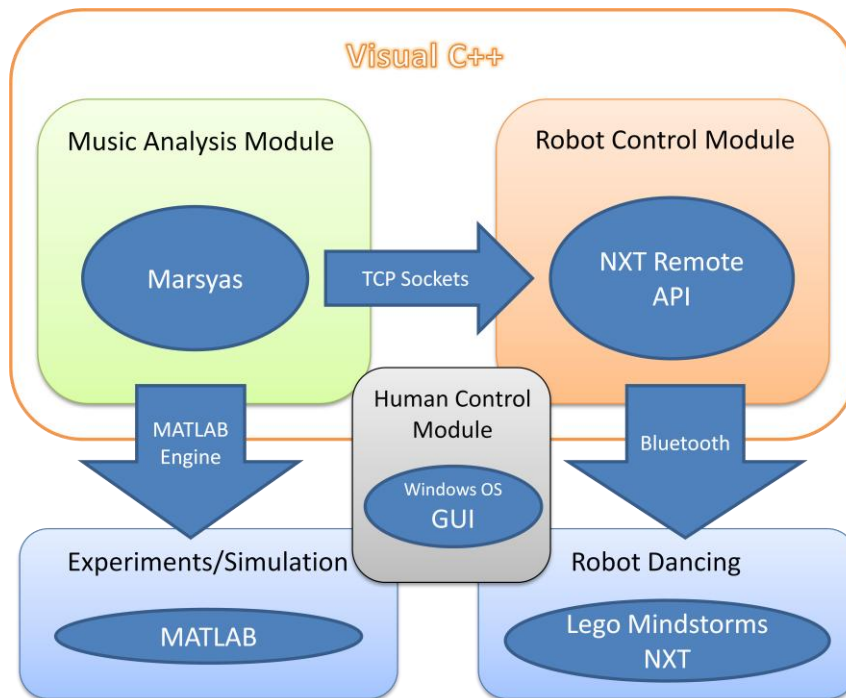 Visual C++
Music Analysis Module
Marsyas
TCP Sockets
Robot Control Module
NXT Remote
API
MATLAB
Engine
Human Control
Module
Windows OS
GUI
Bluetooth
Experiments/Simulation
MATLAB
Robot Dancing
Lego Mindstorms
NXT